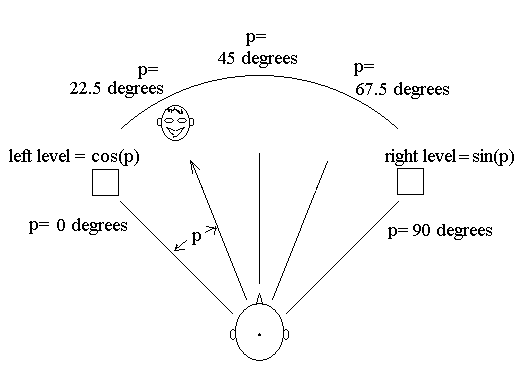 p=
45 degrees
p=
22.5 degrees
p=
67.5 degrees
left level = cos(p)
right level = sin(p)
p= 0 degrees
p
p= 90 degrees